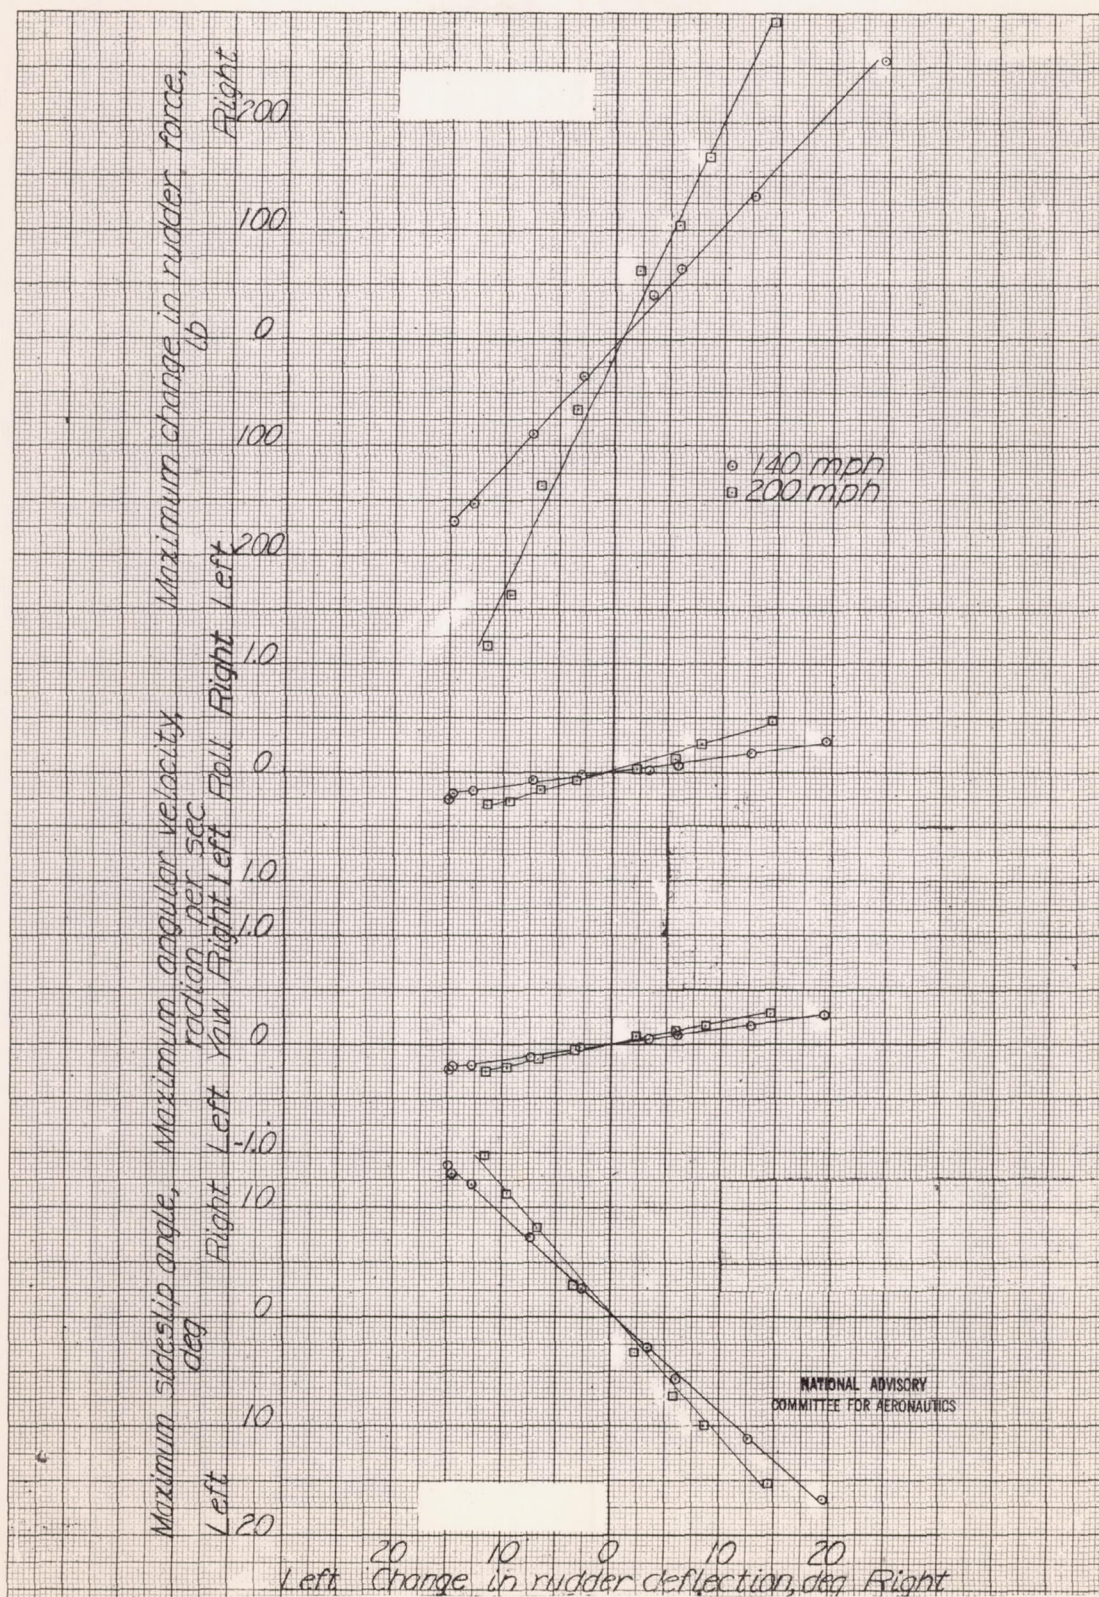 Maximum change in rudder force,
lb
Right
200
100
0
100
200
Left
⊙ 140 mph
⊡ 200 mph
Maximum angular velocity,
radian per sec
Roll
Right
1.0
0
1.0
Left
Yaw
Right
1.0
0
-1.0
Left
Maximum sideslip angle,
deg
Right
10
0
10
20
Left
NATIONAL ADVISORY
COMMITTEE FOR AERONAUTICS
20 10 0 10 20
Left Change in rudder deflection, deg Right